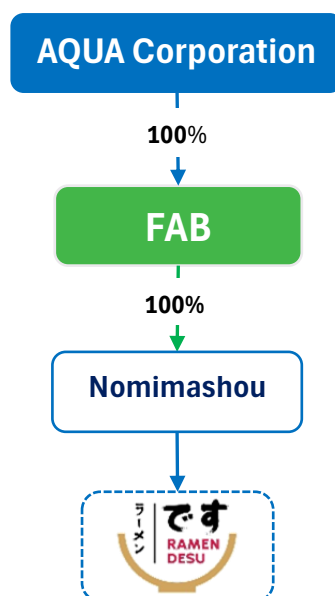 AQUA Corporation
100%
FAB
100%
Nomimashou
ラーメン
です
RAMEN
DESU